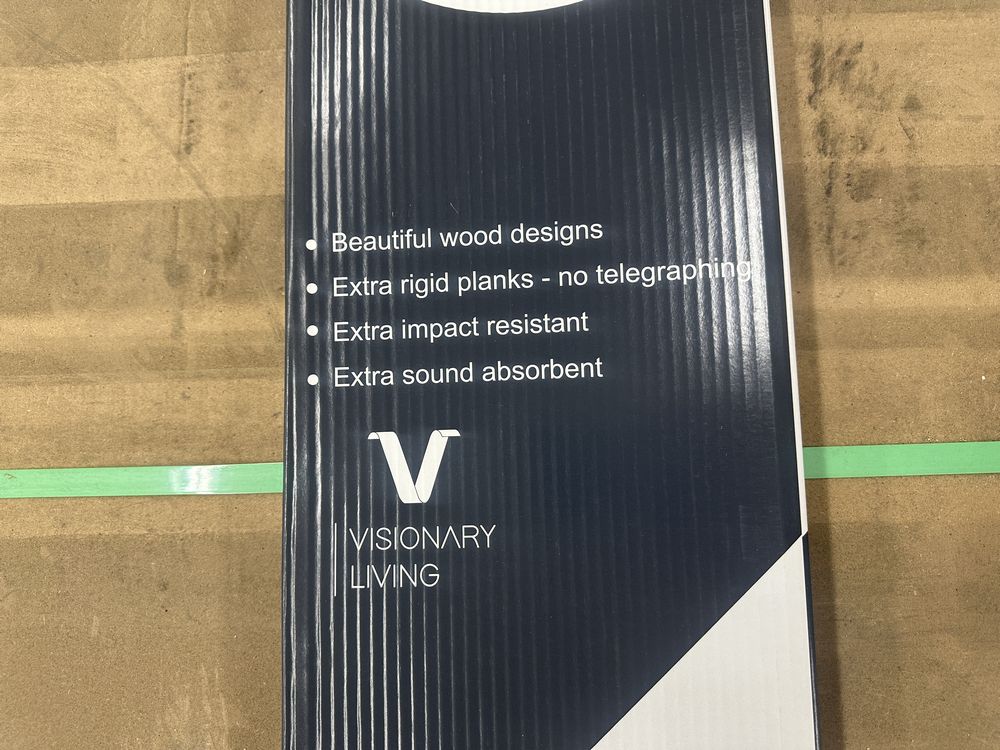 • Beautiful wood designs
• Extra rigid planks - no telegraphing
• Extra impact resistant
• Extra sound absorbent
V
VISIONARY
LIVING